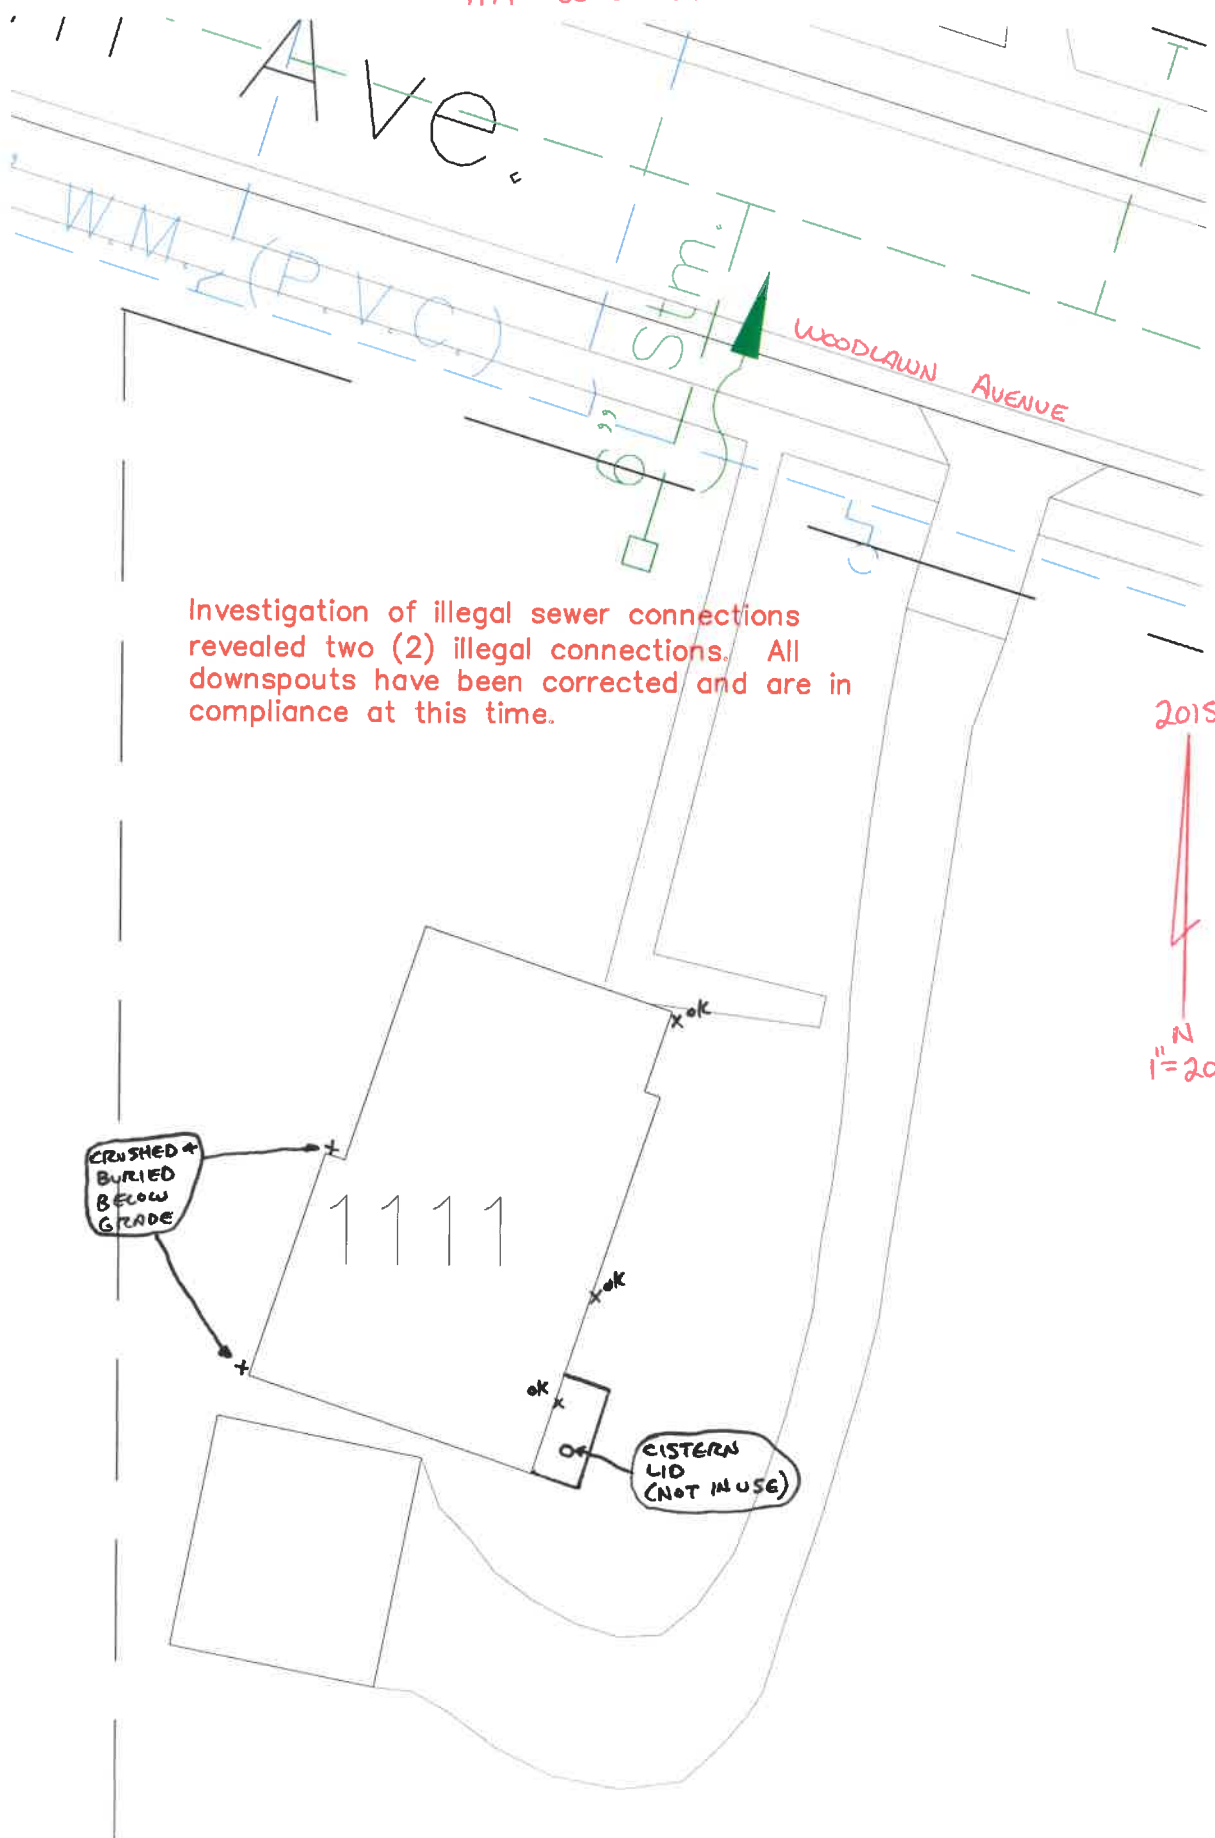 Ave.
W.M. (P.V.C.)
6" Stm.
WOODLAWN AVENUE
Investigation of illegal sewer connections
revealed two (2) illegal connections. All
downspouts have been corrected and are in
compliance at this time.
2015
N
1"=20
ok
CRUSHED +
BURIED
BELOW
GRADE
1111
ok
ok
CISTERN
LID
(NOT IN USE)